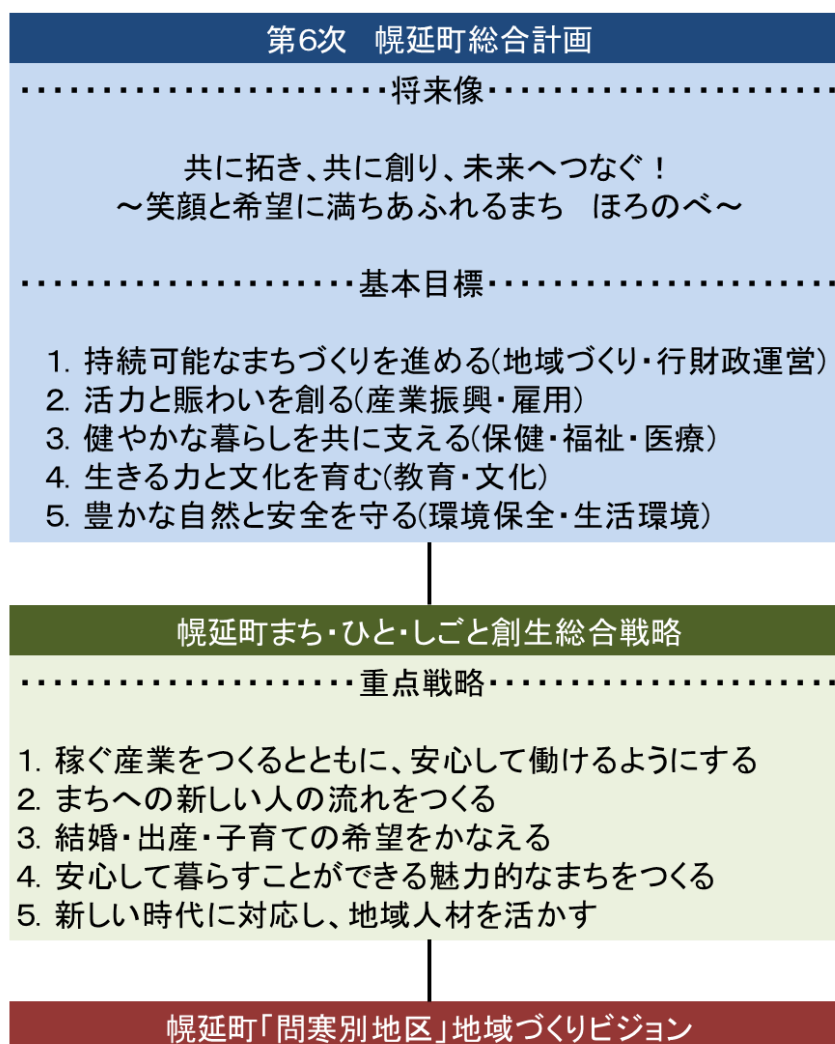 第6次　幌延町総合計画
･･････････････････････将来像･･････････････････････
共に拓き、共に創り、未来へつなぐ！
～笑顔と希望に満ちあふれるまち　ほろのべ～
････････････････････基本目標･･････････････････････
1. 持続可能なまちづくりを進める(地域づくり･行財政運営)
2. 活力と賑わいを創る(産業振興･雇用)
3. 健やかな暮らしを共に支える(保健･福祉･医療)
4. 生きる力と文化を育む(教育･文化)
5. 豊かな自然と安全を守る(環境保全･生活環境)
幌延町まち･ひと･しごと創生総合戦略
････････････････････重点戦略･･････････････････････
1. 稼ぐ産業をつくるとともに、安心して働けるようにする
2. まちへの新しい人の流れをつくる
3. 結婚･出産･子育ての希望をかなえる
4. 安心して暮らすことができる魅力的なまちをつくる
5. 新しい時代に対応し、地域人材を活かす
幌延町｢問寒別地区｣地域づくりビジョン